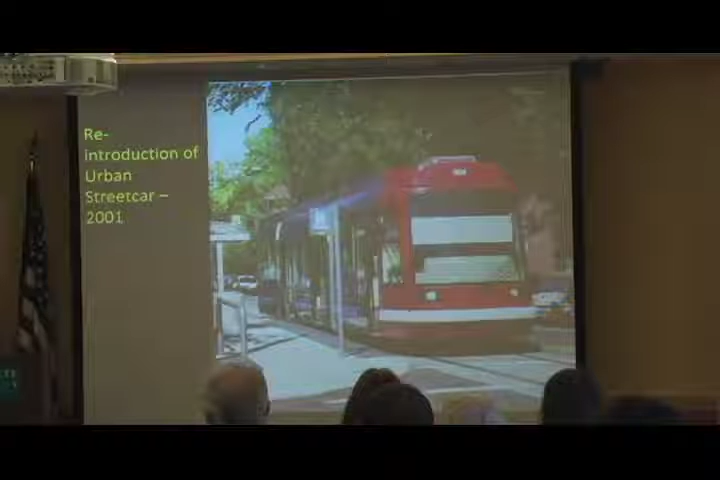 Re-
introduction of
Urban
Streetcar –
2001